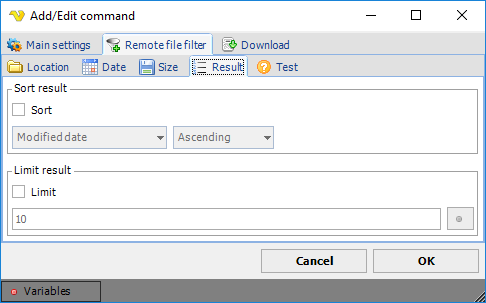 Add/Edit command
Main settings Remote file filter Download
Location Date Size Result Test
Sort result
Sort
Modified date Ascending
Limit result
Limit
10
Cancel OK
Variables